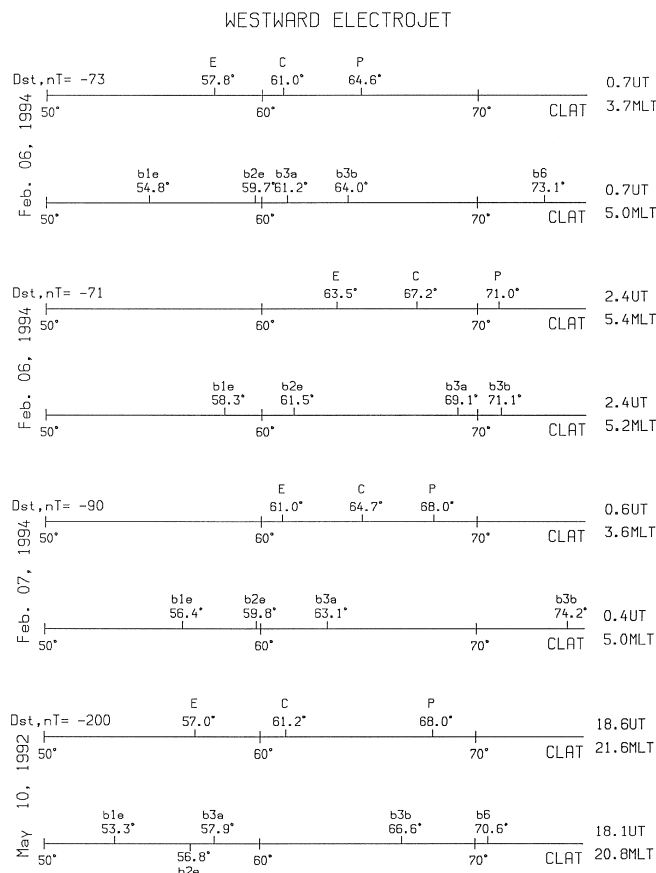 WESTWARD ELECTROJET
E C P
Dst,nT= -73 57.8° 61.0° 64.6° 0.7UT
50° 60° 70° CLAT 3.7MLT
Feb. 06, 1994
b1e b2e b3a b3b b6
54.8° 59.7° 61.2° 64.0° 73.1° 0.7UT
50° 60° 70° CLAT 5.0MLT
E C P
Dst,nT= -71 63.5° 67.2° 71.0° 2.4UT
50° 60° 70° CLAT 5.4MLT
Feb. 06, 1994
b1e b2e b3a b3b
58.3° 61.5° 69.1° 71.1° 2.4UT
50° 60° 70° CLAT 5.2MLT
E C P
Dst,nT= -90 61.0° 64.7° 68.0° 0.6UT
50° 60° 70° CLAT 3.6MLT
Feb. 07, 1994
b1e b2e b3a b3b
56.4° 59.8° 63.1° 74.2° 0.4UT
50° 60° 70° CLAT 5.0MLT
E C P
Dst,nT= -200 57.0° 61.2° 68.0° 18.6UT
50° 60° 70° CLAT 21.6MLT
May 10, 1992
b1e b3a b3b b6
53.3° 57.9° 66.6° 70.6° 18.1UT
50° 56.8° 60° 70° CLAT 20.8MLT
b2e